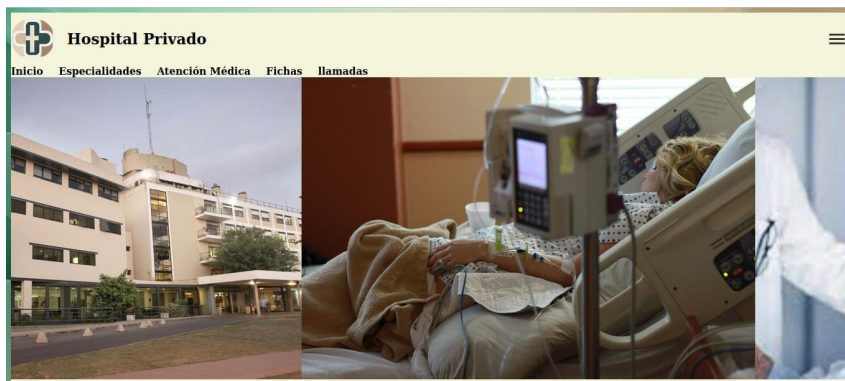 Hospital Privado
Inicio Especialidades Atención Médica Fichas llamadas